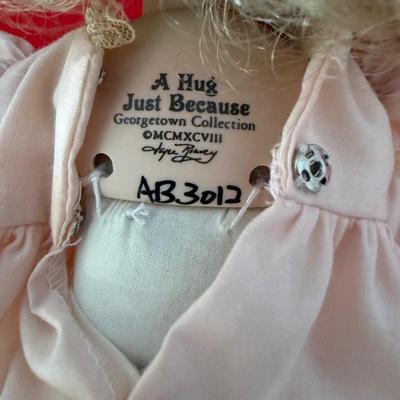 A Hug
Just Because
Georgetown Collection
©MCMXCVIII
AB3012